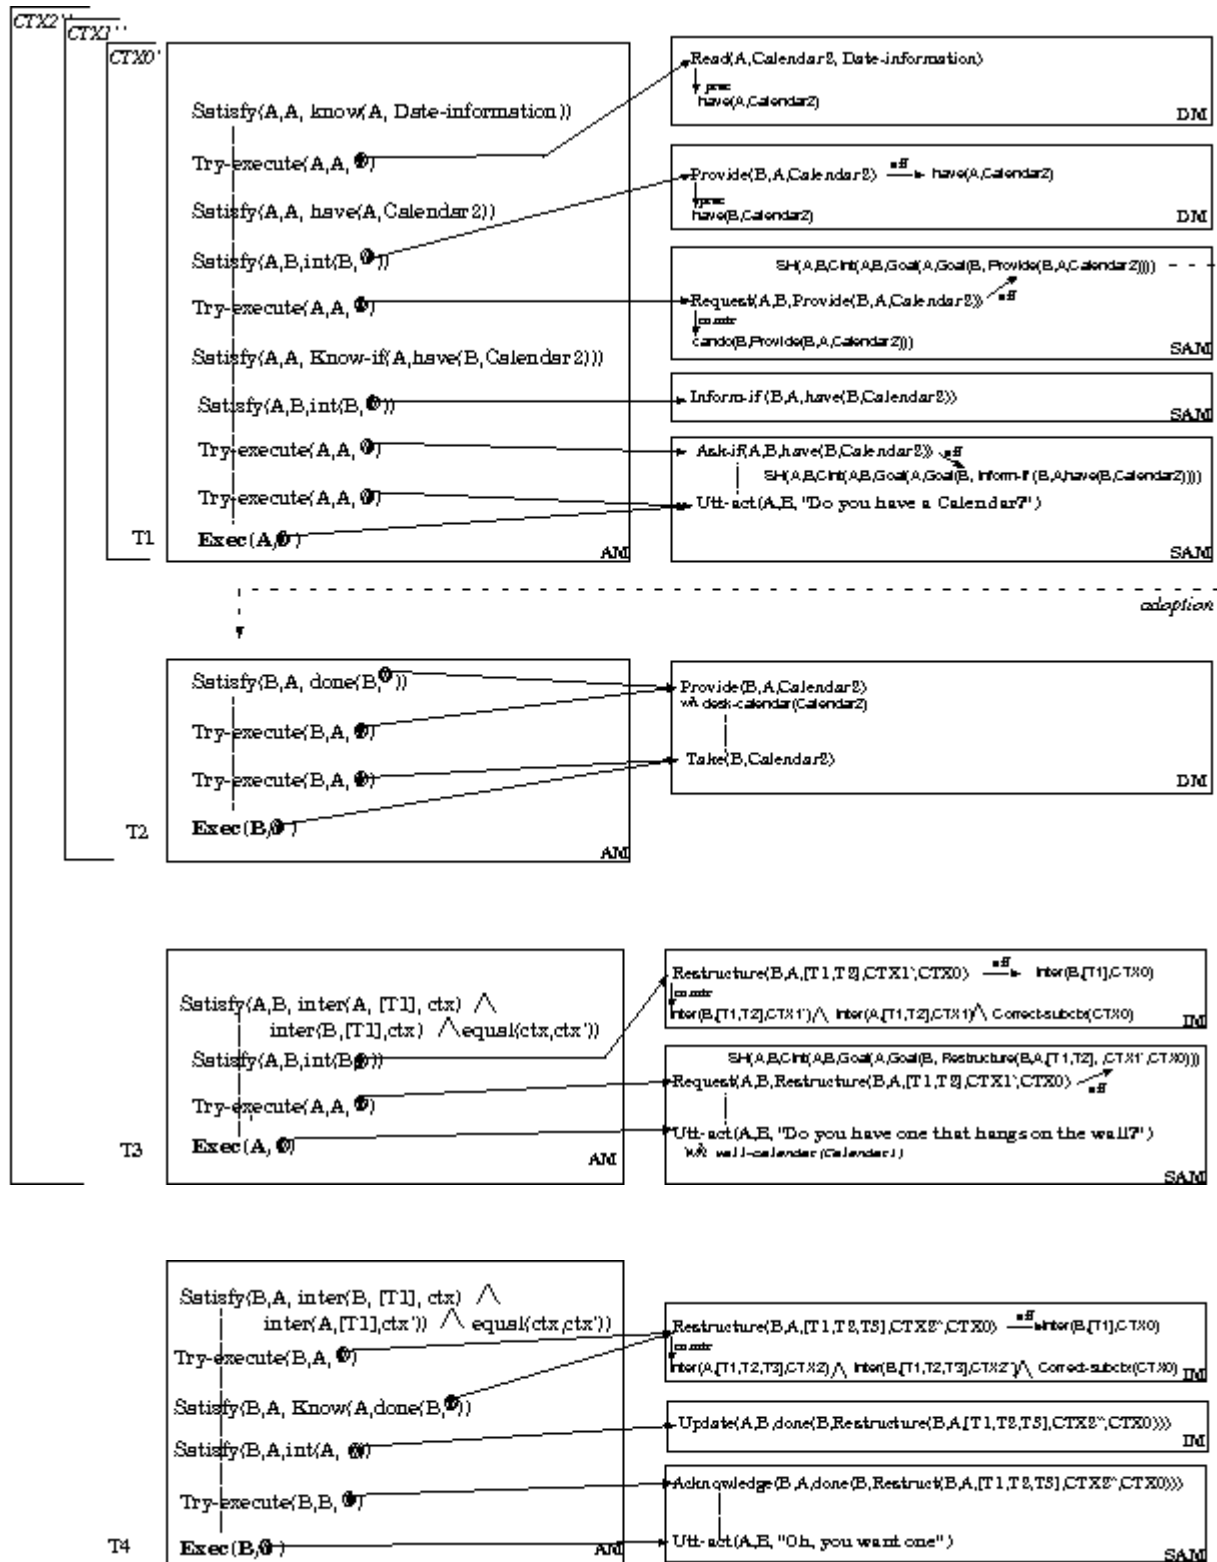 CTX2''
CTX1''
CTX0'
Satisfy(A,A, know(A, Date-information))
Try-execute(A,A, )
Satisfy(A,A, have(A,Calendar2))
Satisfy(A,B,int(B, ))
Try-execute(A,A, )
Satisfy(A,A, Know-if(A,have(B,Calendar2)))
Satisfy(A,B,int(B, ))
Try-execute(A,A, )
Try-execute(A,A, )
T1
Exec(A, )
AM
Read(A,Calendar2, Date-information)
prec
have(A,Calendar2)
DM
Provide(B,A,Calendar2) eff have(A,Calendar2)
prec
have(B,Calendar2)
DM
SH(A,B,CInt(A,B,Goal(A,Goal(B, Provide(B,A,Calendar2))))
Request(A,B,Provide(B,A,Calendar2)) eff
constr
cando(B,Provide(B,A,Calendar2)))
SAM
Inform-if (B,A,have(B,Calendar2))
SAM
Ask-if(A,B,have(B,Calendar2)) eff
SH(A,B,CInt(A,B,Goal(A,Goal(B, Inform-if (B,A,have(B,Calendar2))))
Utt-act(A,B, "Do you have a Calendar?")
SAM
adoption
Satisfy(B,A, done(B, ))
Try-execute(B,A, )
Try-execute(B,A, )
T2
Exec(B, )
AM
Provide(B,A,Calendar2)
wh desk-calendar(Calendar2)
Take(B,Calendar2)
DM
Satisfy(A,B, inter(A, [T1], ctx) ∧
inter(B,[T1],ctx) ∧equal(ctx,ctx'))
Satisfy(A,B,int(B, ))
Try-execute(A,A, )
T3
Exec(A, )
AM
Restructure(B,A,[T1,T2],CTX1',CTX0) eff inter(B,[T1],CTX0)
constr
inter(B,[T1,T2],CTX1')∧ inter(A,[T1,T2],CTX1)∧ Correct-subctx(CTX0)
IM
SH(A,B,CInt(A,B,Goal(A,Goal(B, Restructure(B,A,[T1,T2], ,CTX1',CTX0)))
Request(A,B,Restructure(B,A,[T1,T2],CTX1',CTX0) eff
Utt-act(A,B, "Do you have one that hangs on the wall?")
wh wall-calendar(Calendar1)
SAM
Satisfy(B,A, inter(B, [T1], ctx) ∧
inter(A,[T1],ctx')) ∧ equal(ctx,ctx'))
Try-execute(B,A, )
Satisfy(B,A, Know(A,done(B, ))
Satisfy(B,A,int(A, ))
Try-execute(B,B, )
T4
Exec(B, )
AM
Restructure(B,A,[T1,T2,T3],CTX2'',CTX0) eff inter(B,[T1],CTX0)
constr
inter(A,[T1,T2,T3],CTX2)∧ inter(B,[T1,T2,T3],CTX2')∧ Correct-subctx(CTX0)
IM
Update(A,B,done(B,Restructure(B,A,[T1,T2,T3],CTX2'',CTX0)))
IM
Acknowledge(B,A,done(B,Restruct(B,A,[T1,T2,T3],CTX2'',CTX0)))
Utt-act(A,B, "Oh, you want one")
SAM